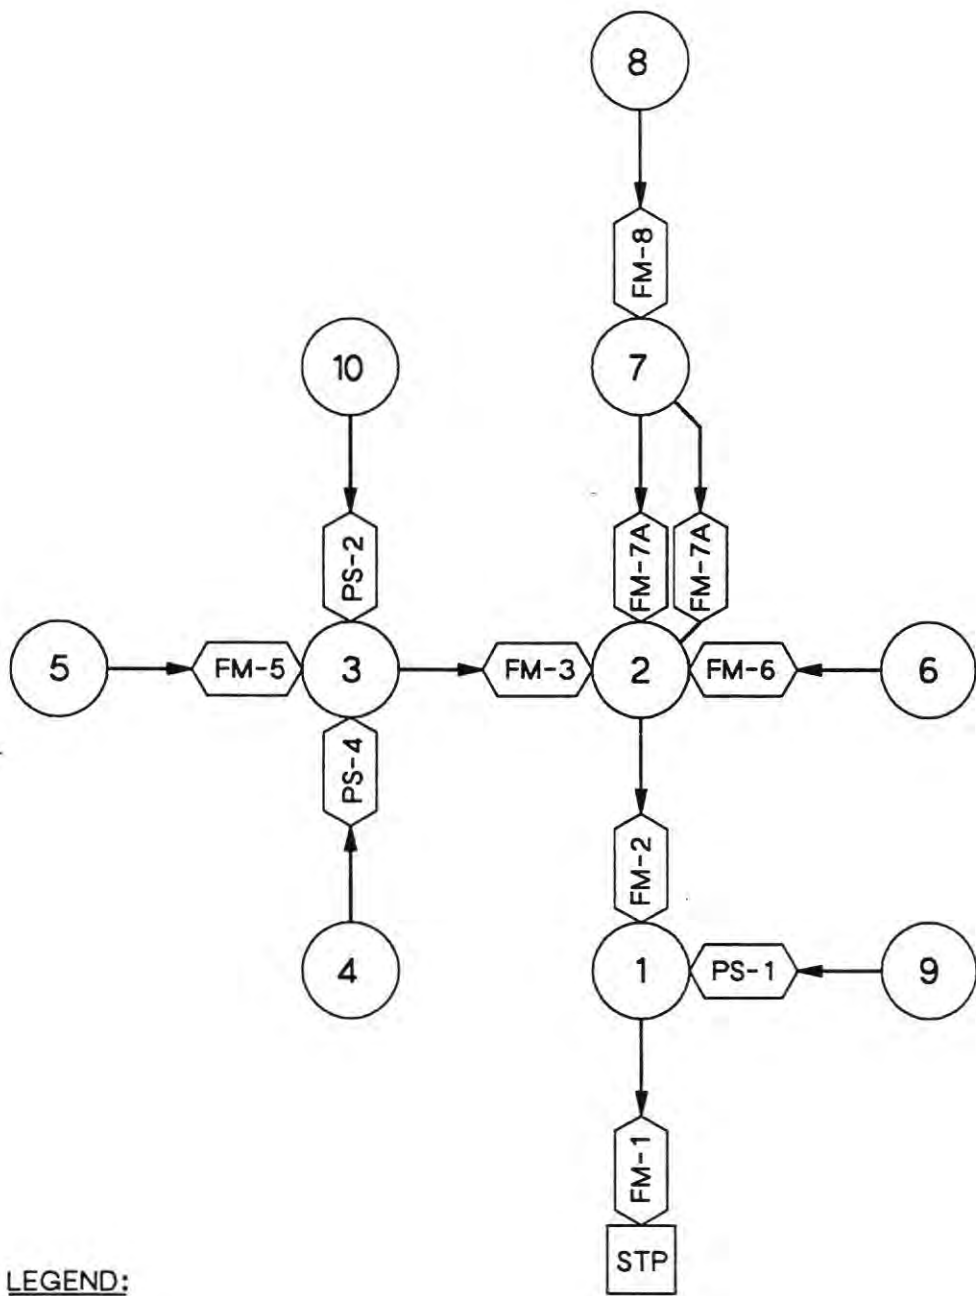 8
FM-8
10
7
PS-2
FM-7A
FM-7A
5
FM-5
3
FM-3
2
FM-6
6
PS-4
FM-2
4
1
PS-1
9
FM-1
STP
LEGEND: